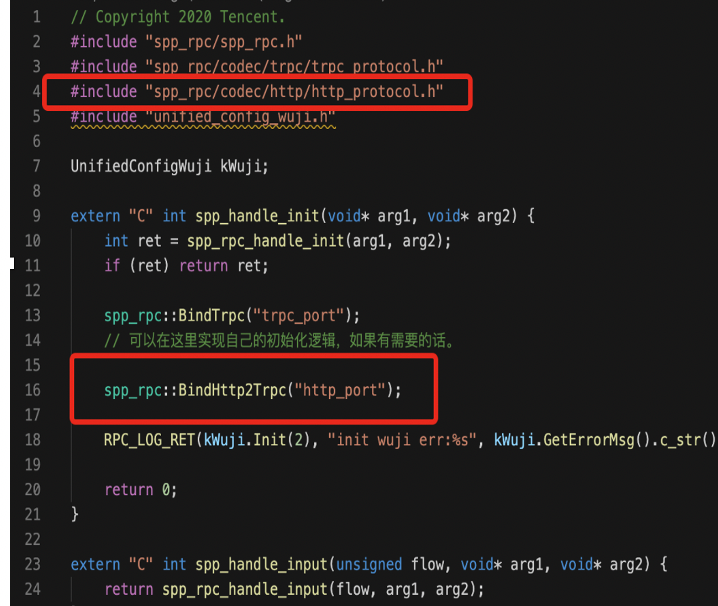 1 // Copyright 2020 Tencent.
2 #include "spp_rpc/spp_rpc.h"
3 #include "spp_rpc/codec/trpc/trpc_protocol.h"
4 #include "spp_rpc/codec/http/http_protocol.h"
5 #include "unified_config_wuji.h"
6
7 UnifiedConfigWuji kWuji;
8
9 extern "C" int spp_handle_init(void* arg1, void* arg2) {
10 int ret = spp_rpc_handle_init(arg1, arg2);
11 if (ret) return ret;
12
13 spp_rpc::BindTrpc("trpc_port");
14 // 可以在这里实现自己的初始化逻辑，如果有需要的话。
15
16 spp_rpc::BindHttp2Trpc("http_port");
17
18 RPC_LOG_RET(kWuji.Init(2), "init wuji err:%s", kWuji.GetErrorMsg().c_str()
19
20 return 0;
21 }
22
23 extern "C" int spp_handle_input(unsigned flow, void* arg1, void* arg2) {
24 return spp_rpc_handle_input(flow, arg1, arg2);